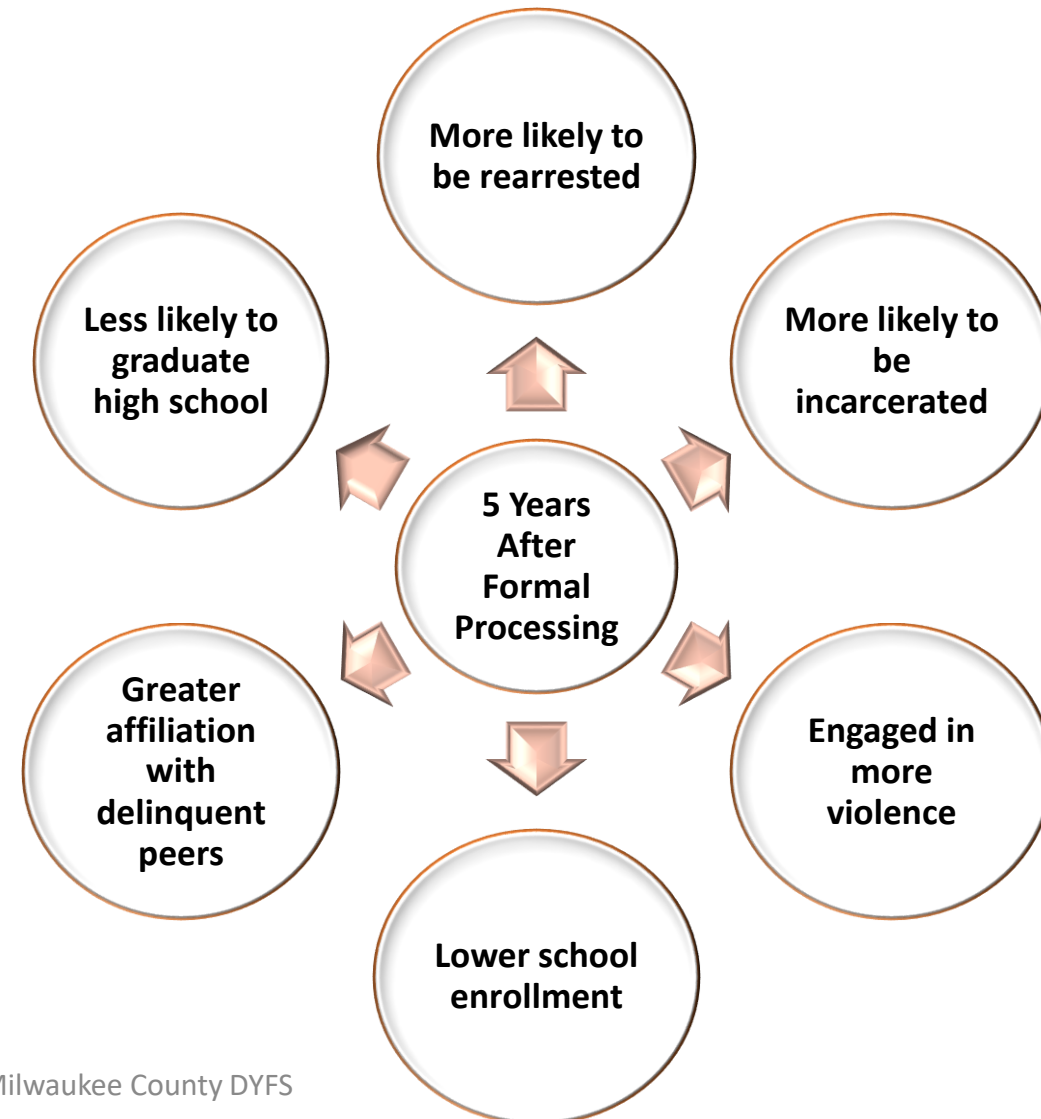 More likely to
be rearrested
Less likely to
graduate
high school
More likely to
be
incarcerated
5 Years
After
Formal
Processing
Greater
affiliation
with
delinquent
peers
Engaged in
more
violence
Lower school
enrollment
Milwaukee County DYFS